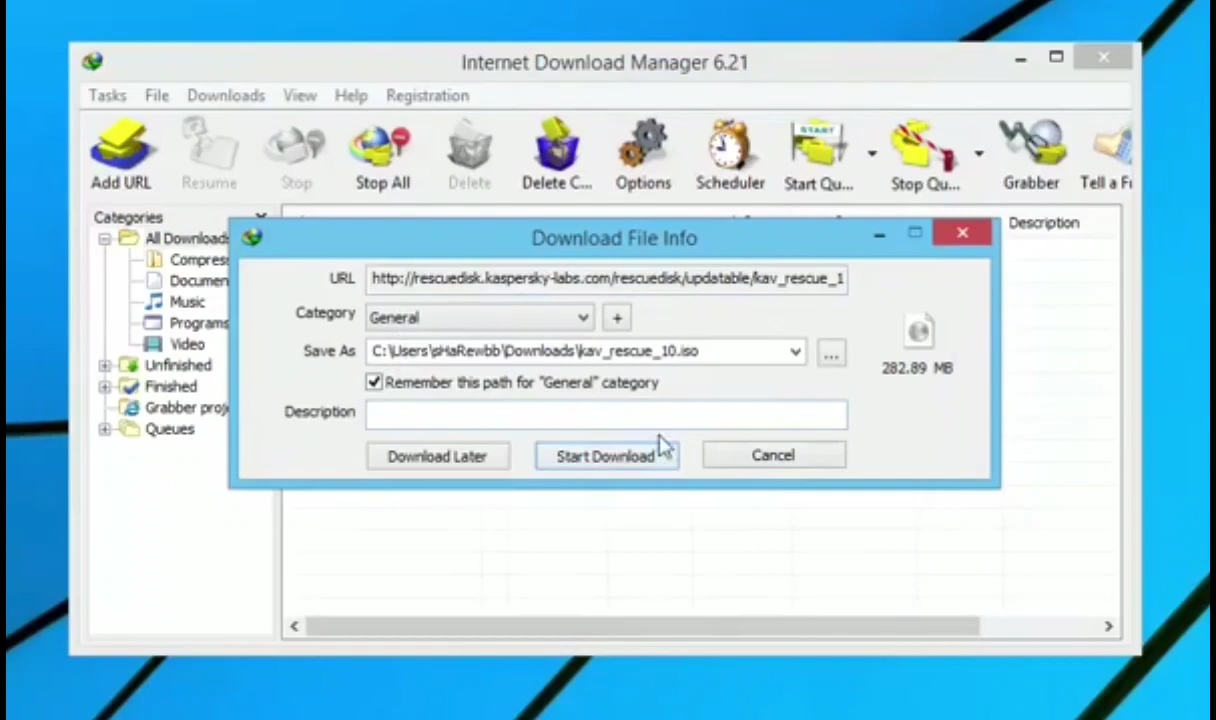 Internet Download Manager 6.21
Tasks File Downloads View Help Registration
START
Add URL Resume Stop Stop All Delete Delete C... Options Scheduler Start Qu... Stop Qu... Grabber Tell a Fr
Categories
Description
All Downloads
Compres
Documen
Music
Programs
Video
Unfinished
Finished
Grabber proj
Queues
Download File Info
URL http://rescuedisk.kaspersky-labs.com/rescuedisk/updatable/kav_rescue_1
Category General +
Save As C:\Users\sHaRewbb\Downloads\kav_rescue_10.iso ...
282.89 MB
Remember this path for "General" category
Description
Download Later Start Download Cancel